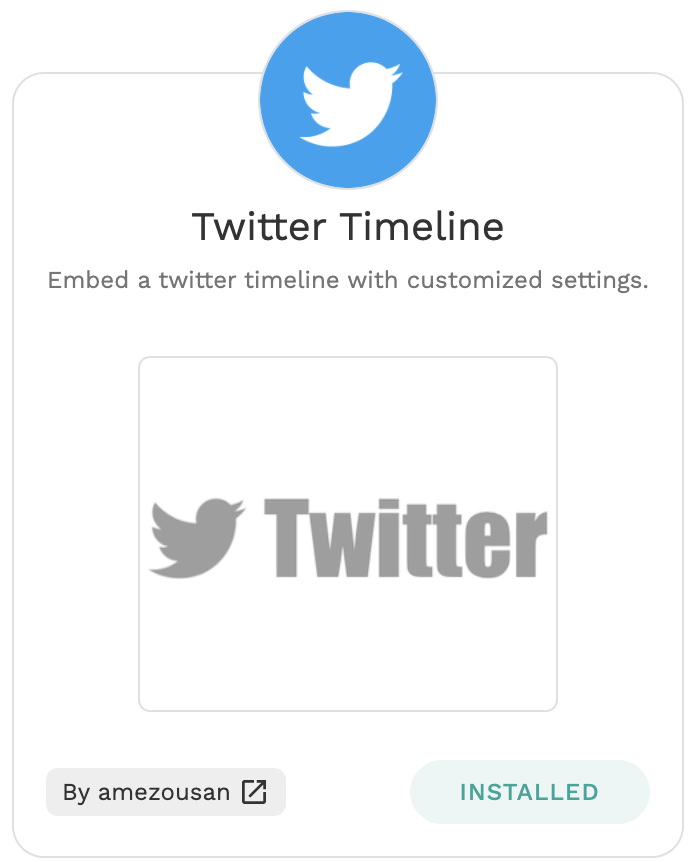 Twitter Timeline
Embed a twitter timeline with customized settings.
Twitter
By amezousan
INSTALLED